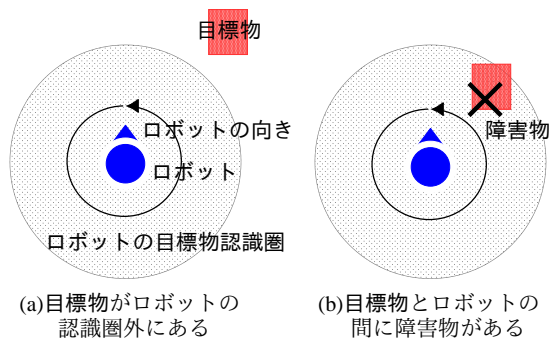 目標物
ロボットの向き
ロボット
ロボットの目標物認識圏
(a)目標物がロボットの
認識圏外にある
障害物
(b)目標物とロボットの
間に障害物がある